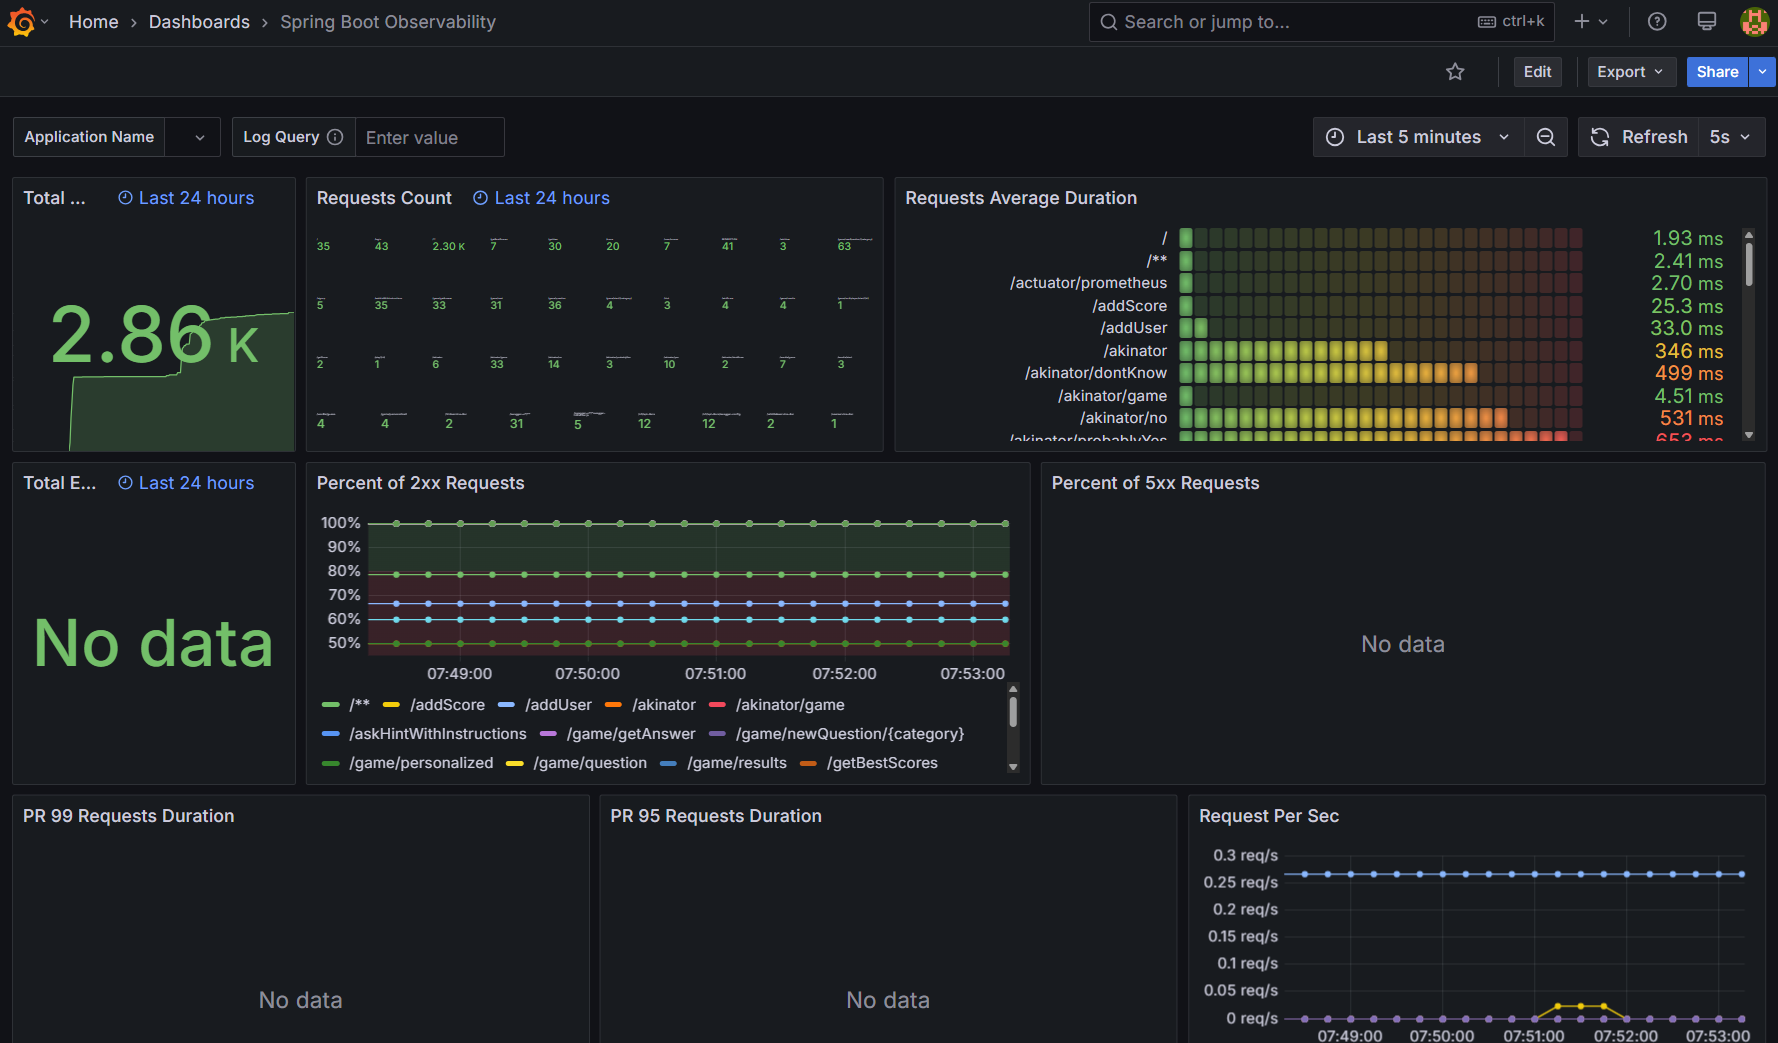 Home › Dashboards › Spring Boot Observability
Search or jump to...
ctrl+k
Edit
Export
Share
Application Name
Log Query
Enter value
Last 5 minutes
Refresh
5s
Total ...
Last 24 hours
2.86 K
Requests Count
Last 24 hours
35 43 2.30 K 7 30 20 7 41 3 63
5 35 33 31 36 4 3 4 4 1
2 1 6 33 14 3 10 2 7 3
4 4 2 31 5 12 12 2 1
Requests Average Duration
/ 1.93 ms
/** 2.41 ms
/actuator/prometheus 2.70 ms
/addScore 25.3 ms
/addUser 33.0 ms
/akinator 346 ms
/akinator/dontKnow 499 ms
/akinator/game 4.51 ms
/akinator/no 531 ms
/akinator/probablyYes 653 ms
Total E...
Last 24 hours
No data
Percent of 2xx Requests
100%
90%
80%
70%
60%
50%
07:49:00 07:50:00 07:51:00 07:52:00 07:53:00
/** /addScore /addUser /akinator /akinator/game
/askHintWithInstructions /game/getAnswer /game/newQuestion/{category}
/game/personalized /game/question /game/results /getBestScores
Percent of 5xx Requests
No data
PR 99 Requests Duration
No data
PR 95 Requests Duration
No data
Request Per Sec
0.3 req/s
0.25 req/s
0.2 req/s
0.15 req/s
0.1 req/s
0.05 req/s
0 req/s
07:49:00 07:50:00 07:51:00 07:52:00 07:53:00